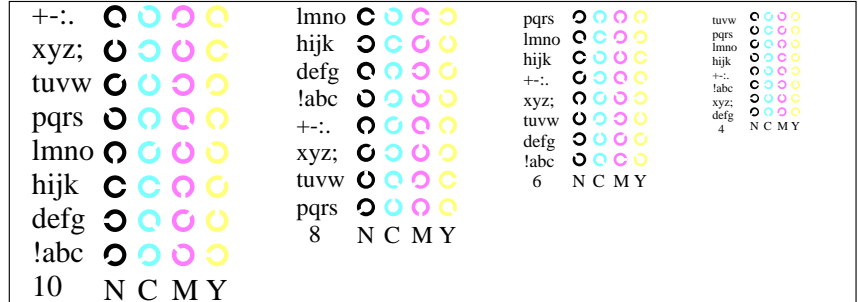 +-:.
xyz;
tuvw
pqrs
lmno
hijk
defg
!abc
10 N C M Y
lmno
hijk
defg
!abc
+-:.
xyz;
tuvw
pqrs
8 N C M Y
pqrs
lmno
hijk
+-:.
xyz;
tuvw
defg
!abc
6 N C M Y
tuvw
pqrs
lmno
hijk
+-:.
!abc
xyz;
defg
4 N C M Y